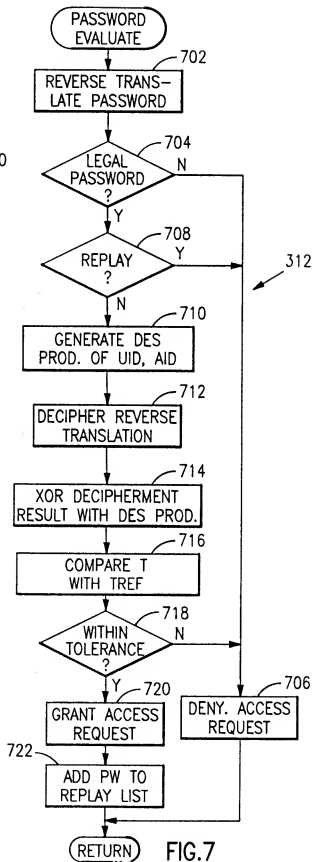 PASSWORD
EVALUATE
702
REVERSE TRANS-
LATE PASSWORD
0
704
LEGAL
PASSWORD
?
N
Y
708
REPLAY
?
Y
N
312
710
GENERATE DES
PROD. OF UID, AID
712
DECIPHER REVERSE
TRANSLATION
714
XOR DECIPHERMENT
RESULT WITH DES PROD.
716
COMPARE T
WITH TREF
718
WITHIN
TOLERANCE
?
N
Y
720
GRANT ACCESS
REQUEST
706
DENY. ACCESS
REQUEST
722
ADD PW TO
REPLAY LIST
RETURN
FIG.7